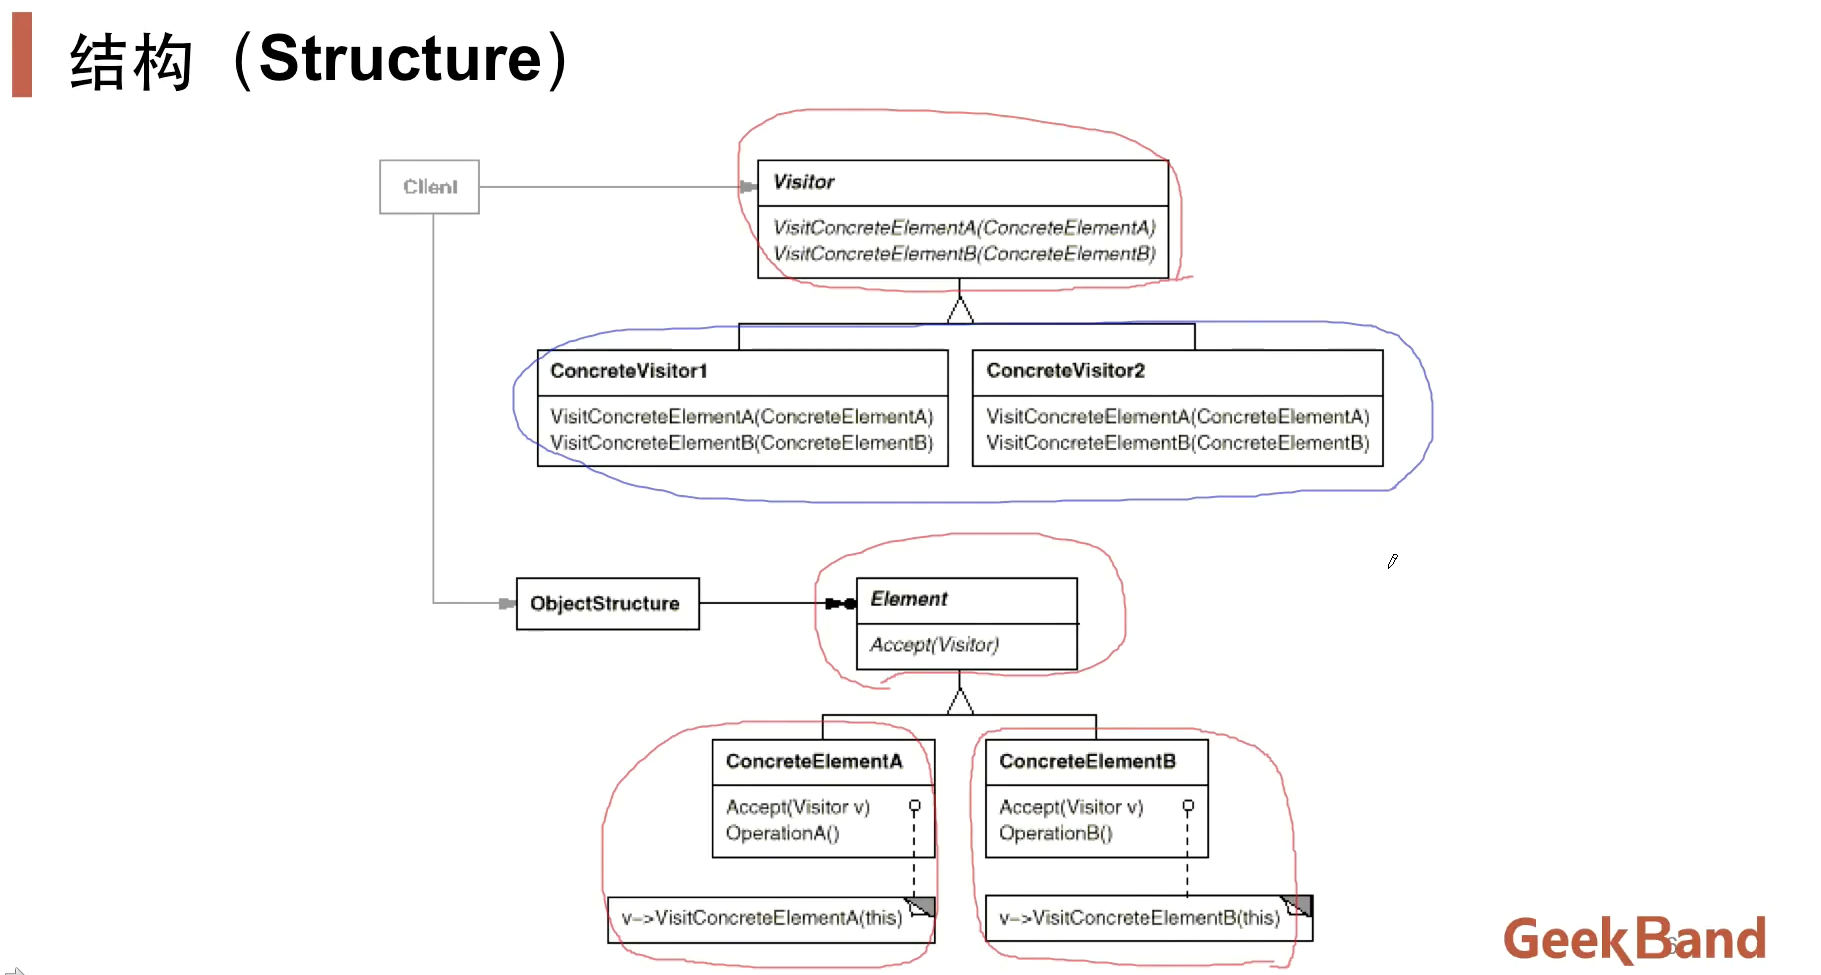 结构（Structure）
Client
Visitor
VisitConcreteElementA(ConcreteElementA)
VisitConcreteElementB(ConcreteElementB)
ConcreteVisitor1
VisitConcreteElementA(ConcreteElementA)
VisitConcreteElementB(ConcreteElementB)
ConcreteVisitor2
VisitConcreteElementA(ConcreteElementA)
VisitConcreteElementB(ConcreteElementB)
ObjectStructure
Element
Accept(Visitor)
ConcreteElementA
Accept(Visitor v)
OperationA()
v–>VisitConcreteElementA(this)
ConcreteElementB
Accept(Visitor v)
OperationB()
v–>VisitConcreteElementB(this)
GeekBand
6